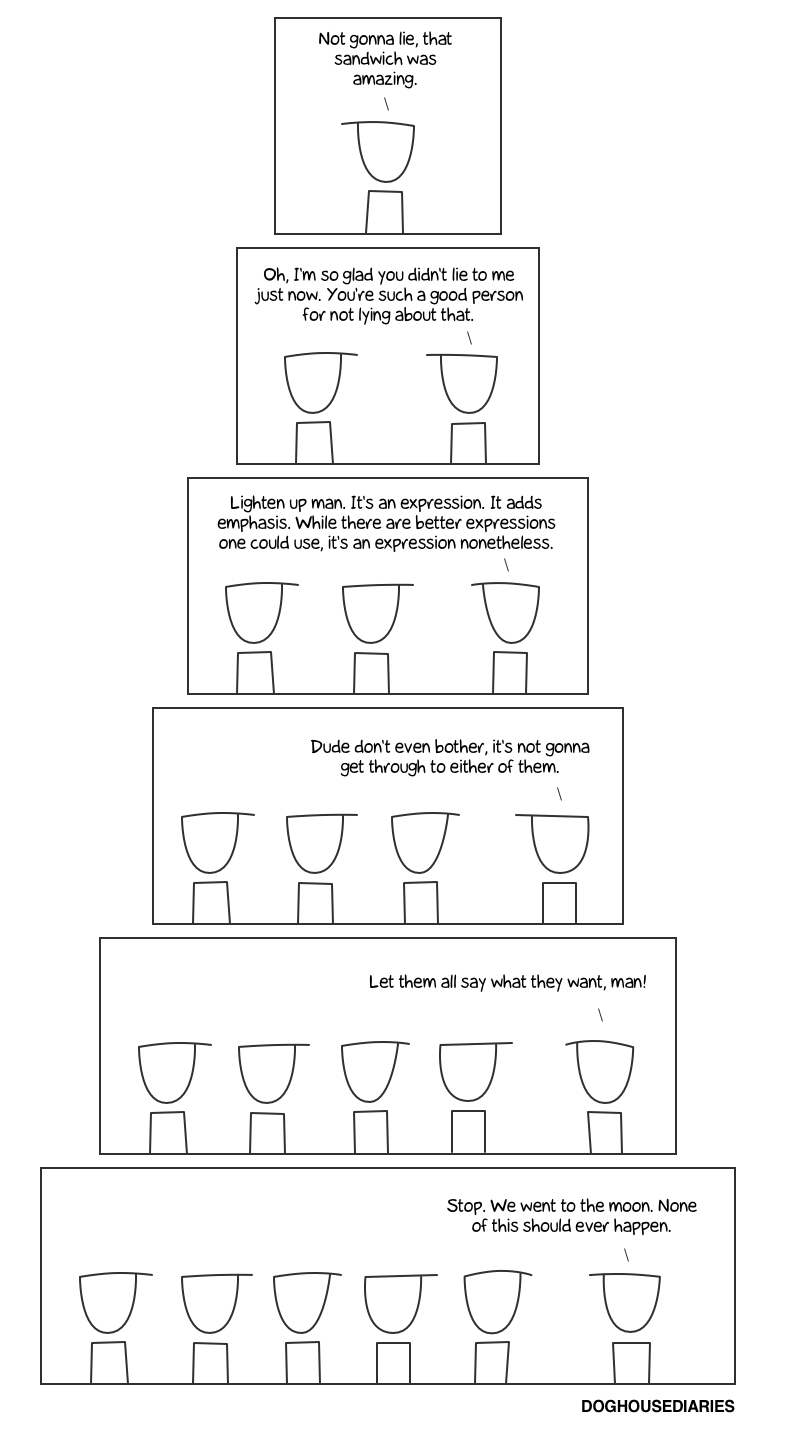 Not gonna lie, that
sandwich was
amazing.
Oh, I'm so glad you didn't lie to me
just now. You're such a good person
for not lying about that.
Lighten up man. It's an expression. It adds
emphasis. While there are better expressions
one could use, it's an expression nonetheless.
Dude don't even bother, it's not gonna
get through to either of them.
Let them all say what they want, man!
Stop. We went to the moon. None
of this should ever happen.
DOGHOUSEDIARIES